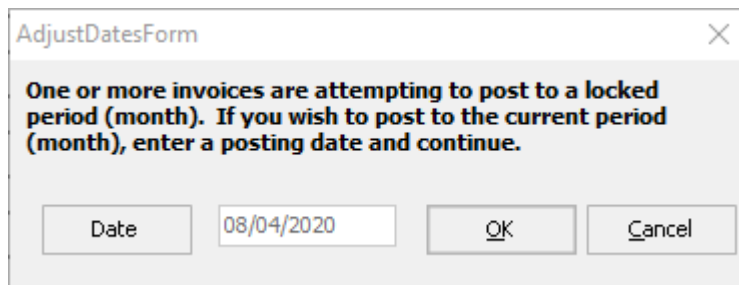 AdjustDatesForm
One or more invoices are attempting to post to a locked
period (month).  If you wish to post to the current period
(month), enter a posting date and continue.
Date 08/04/2020 OK Cancel